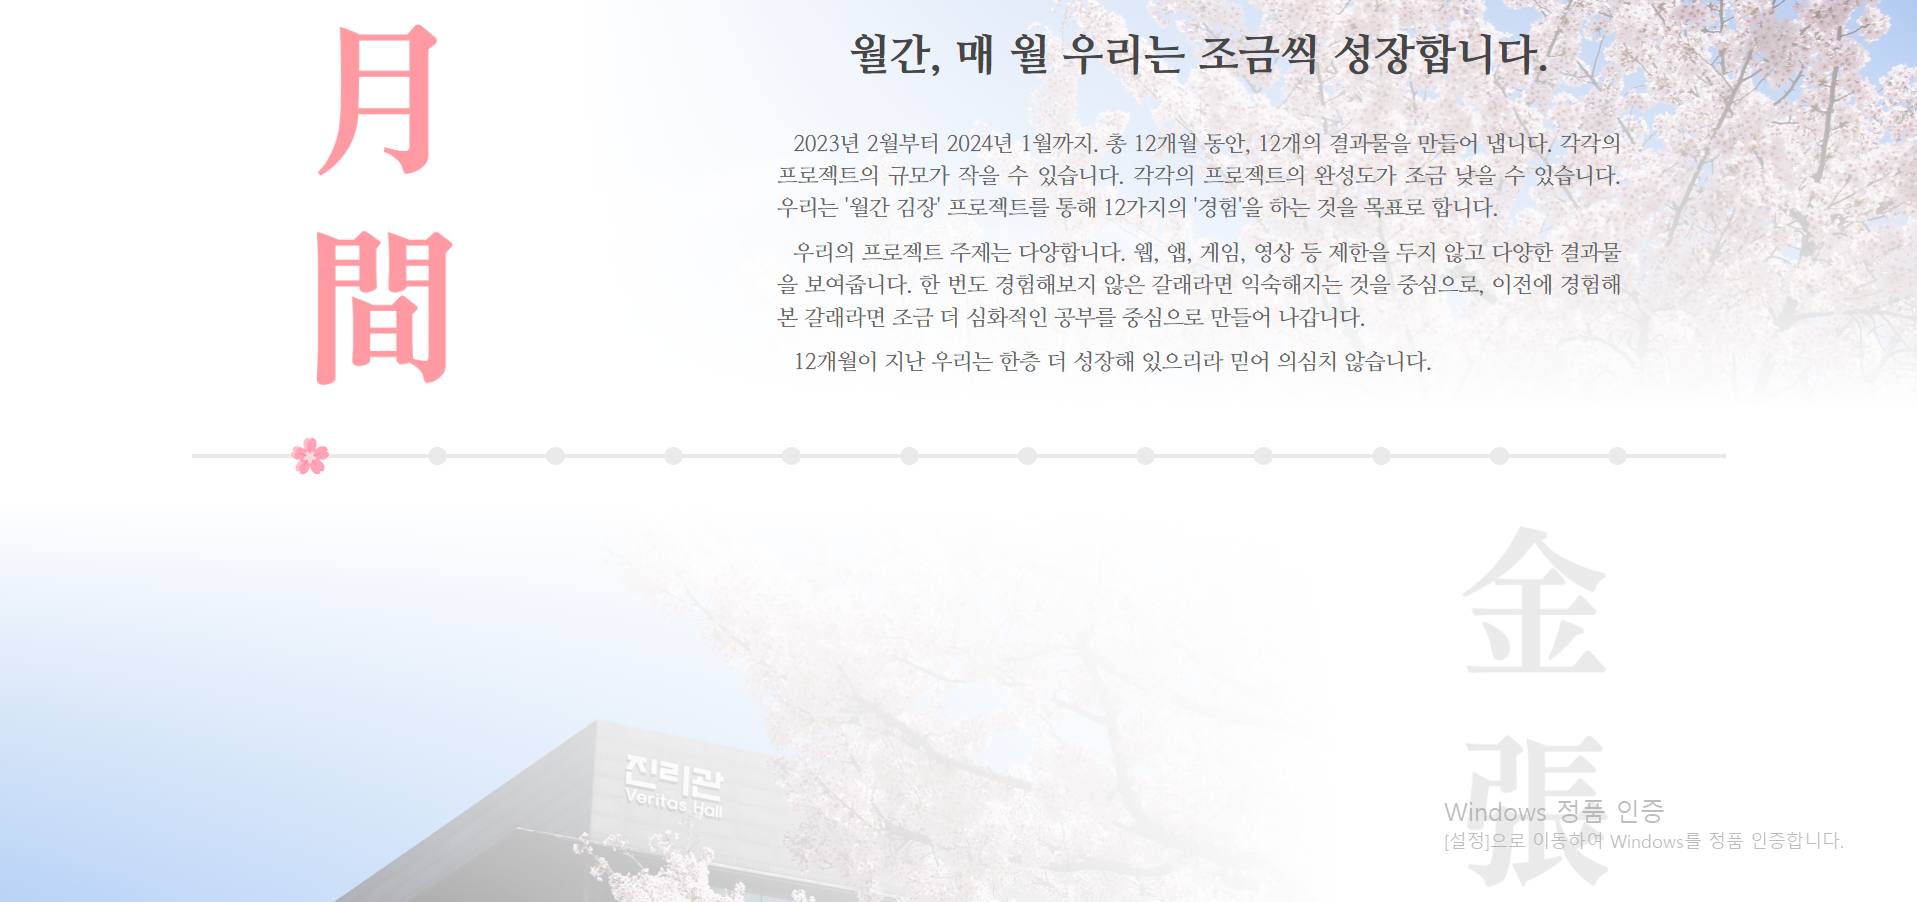 月
間
월간, 매 월 우리는 조금씩 성장합니다.
2023년 2월부터 2024년 1월까지. 총 12개월 동안, 12개의 결과물을 만들어 냅니다. 각각의
프로젝트의 규모가 작을 수 있습니다. 각각의 프로젝트의 완성도가 조금 낮을 수 있습니다.
우리는 '월간 김장' 프로젝트를 통해 12가지의 '경험'을 하는 것을 목표로 합니다.
우리의 프로젝트 주제는 다양합니다. 웹, 앱, 게임, 영상 등 제한을 두지 않고 다양한 결과물
을 보여줍니다. 한 번도 경험해보지 않은 갈래라면 익숙해지는 것을 중심으로, 이전에 경험해
본 갈래라면 조금 더 심화적인 공부를 중심으로 만들어 나갑니다.
12개월이 지난 우리는 한층 더 성장해 있으리라 믿어 의심치 않습니다.
金
張
진리관
Veritas Hall
Windows 정품 인증
[설정]으로 이동하여 Windows를 정품 인증합니다.